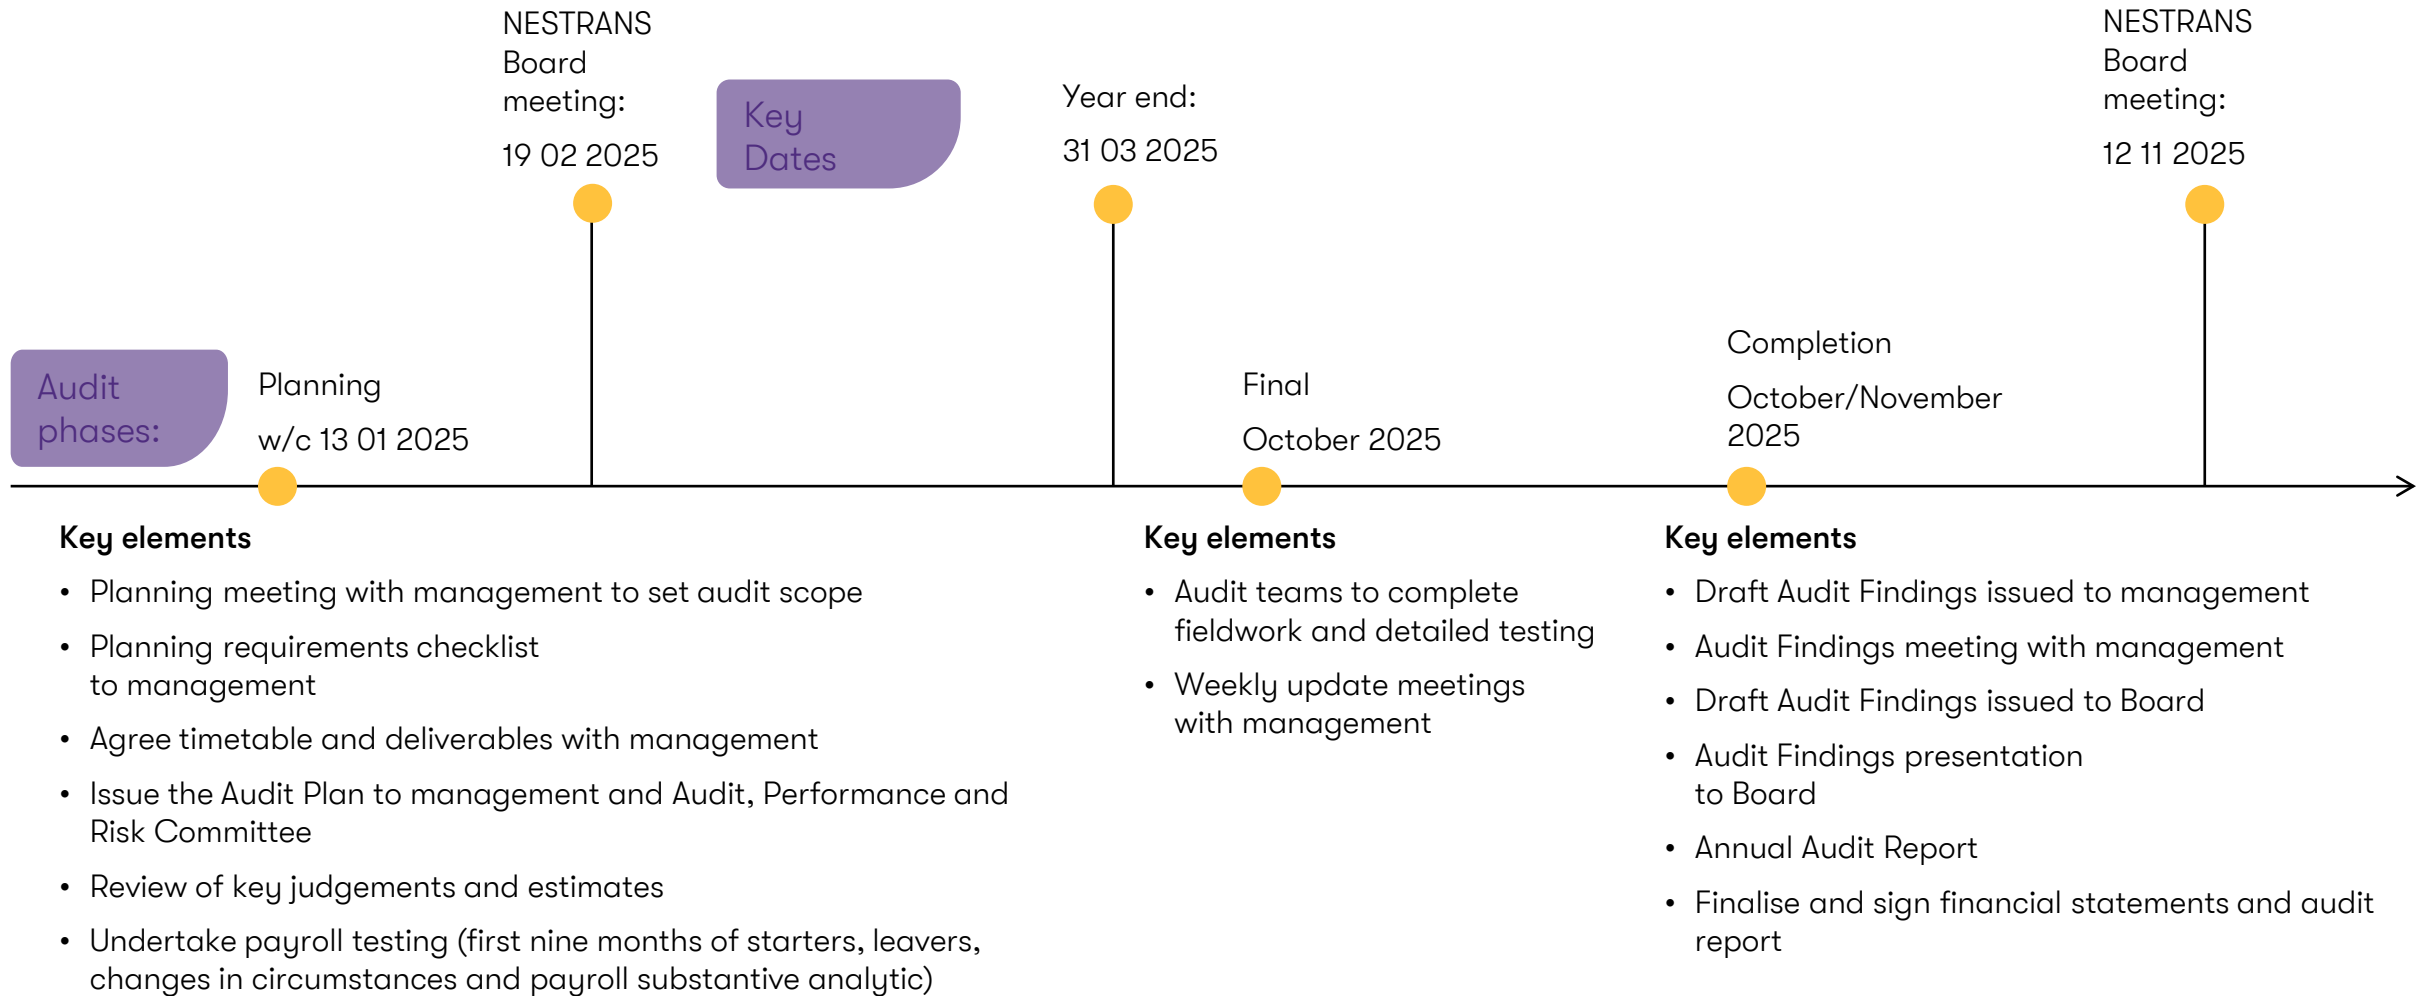 NESTRANS
Board
meeting:
19 02 2025
Key
Dates
Year end:
31 03 2025
NESTRANS
Board
meeting:
12 11 2025
Audit
phases:
Planning
w/c 13 01 2025
Final
October 2025
Completion
October/November
2025
Key elements
• Planning meeting with management to set audit scope
• Planning requirements checklist
to management
• Agree timetable and deliverables with management
• Issue the Audit Plan to management and Audit, Performance and
Risk Committee
• Review of key judgements and estimates
• Undertake payroll testing (first nine months of starters, leavers,
changes in circumstances and payroll substantive analytic)
Key elements
• Audit teams to complete
fieldwork and detailed testing
• Weekly update meetings
with management
Key elements
• Draft Audit Findings issued to management
• Audit Findings meeting with management
• Draft Audit Findings issued to Board
• Audit Findings presentation
to Board
• Annual Audit Report
• Finalise and sign financial statements and audit
report